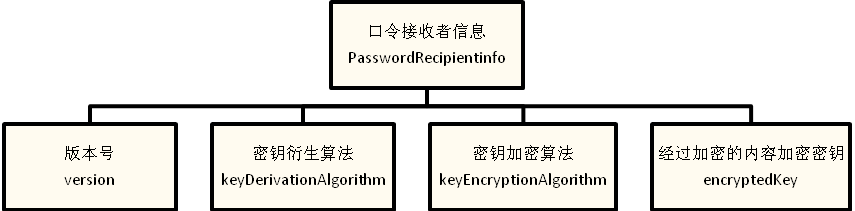 口令接收者信息
PasswordRecipientinfo
版本号
version
密钥衍生算法
keyDerivationAlgorithm
密钥加密算法
keyEncryptionAlgorithm
经过加密的内容加密密钥
encryptedKey